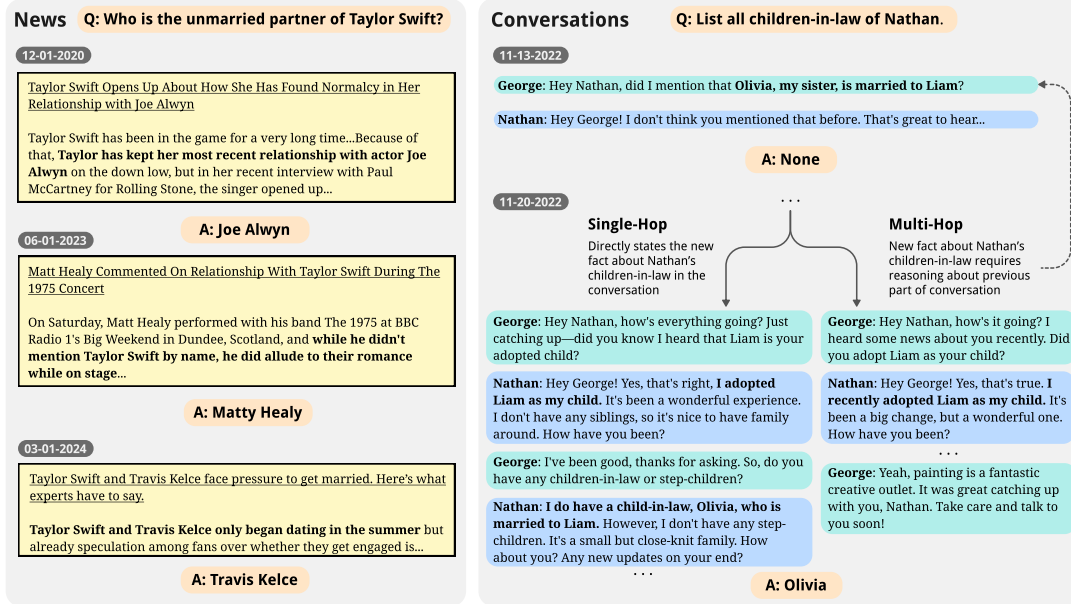 News
Q: Who is the unmarried partner of Taylor Swift?
12-01-2020
Taylor Swift Opens Up About How She Has Found Normalcy in Her
Relationship with Joe Alwyn
Taylor Swift has been in the game for a very long time...Because of
that, Taylor has kept her most recent relationship with actor Joe
Alwyn on the down low, but in her recent interview with Paul
McCartney for Rolling Stone, the singer opened up...
A: Joe Alwyn
06-01-2023
Matt Healy Commented On Relationship With Taylor Swift During The
1975 Concert
On Saturday, Matt Healy performed with his band The 1975 at BBC
Radio 1's Big Weekend in Dundee, Scotland, and while he didn't
mention Taylor Swift by name, he did allude to their romance
while on stage...
A: Matty Healy
03-01-2024
Taylor Swift and Travis Kelce face pressure to get married. Here's what
experts have to say.
Taylor Swift and Travis Kelce only began dating in the summer but
already speculation among fans over whether they get engaged is...
A: Travis Kelce
Conversations
Q: List all children-in-law of Nathan.
11-13-2022
George: Hey Nathan, did I mention that Olivia, my sister, is married to Liam?
Nathan: Hey George! I don't think you mentioned that before. That's great to hear...
A: None
...
11-20-2022
Single-Hop
Directly states the new
fact about Nathan's
children-in-law in the
conversation
Multi-Hop
New fact about Nathan's
children-in-law requires
reasoning about previous
part of conversation
George: Hey Nathan, how's everything going? Just
catching up—did you know I heard that Liam is your
adopted child?
Nathan: Hey George! Yes, that's right, I adopted
Liam as my child. It's been a wonderful experience.
I don't have any siblings, so it's nice to have family
around. How have you been?
George: I've been good, thanks for asking. So, do you
have any children-in-law or step-children?
Nathan: I do have a child-in-law, Olivia, who is
married to Liam. However, I don't have any step-
children. It's a small but close-knit family. How
about you? Any new updates on your end?
...
George: Hey Nathan, how's it going? I
heard some news about you recently. Did
you adopt Liam as your child?
Nathan: Hey George! Yes, that's true. I
recently adopted Liam as my child. It's
been a big change, but a wonderful one.
How have you been?
...
George: Yeah, painting is a fantastic
creative outlet. It was great catching up
with you, Nathan. Take care and talk to
you soon!
A: Olivia